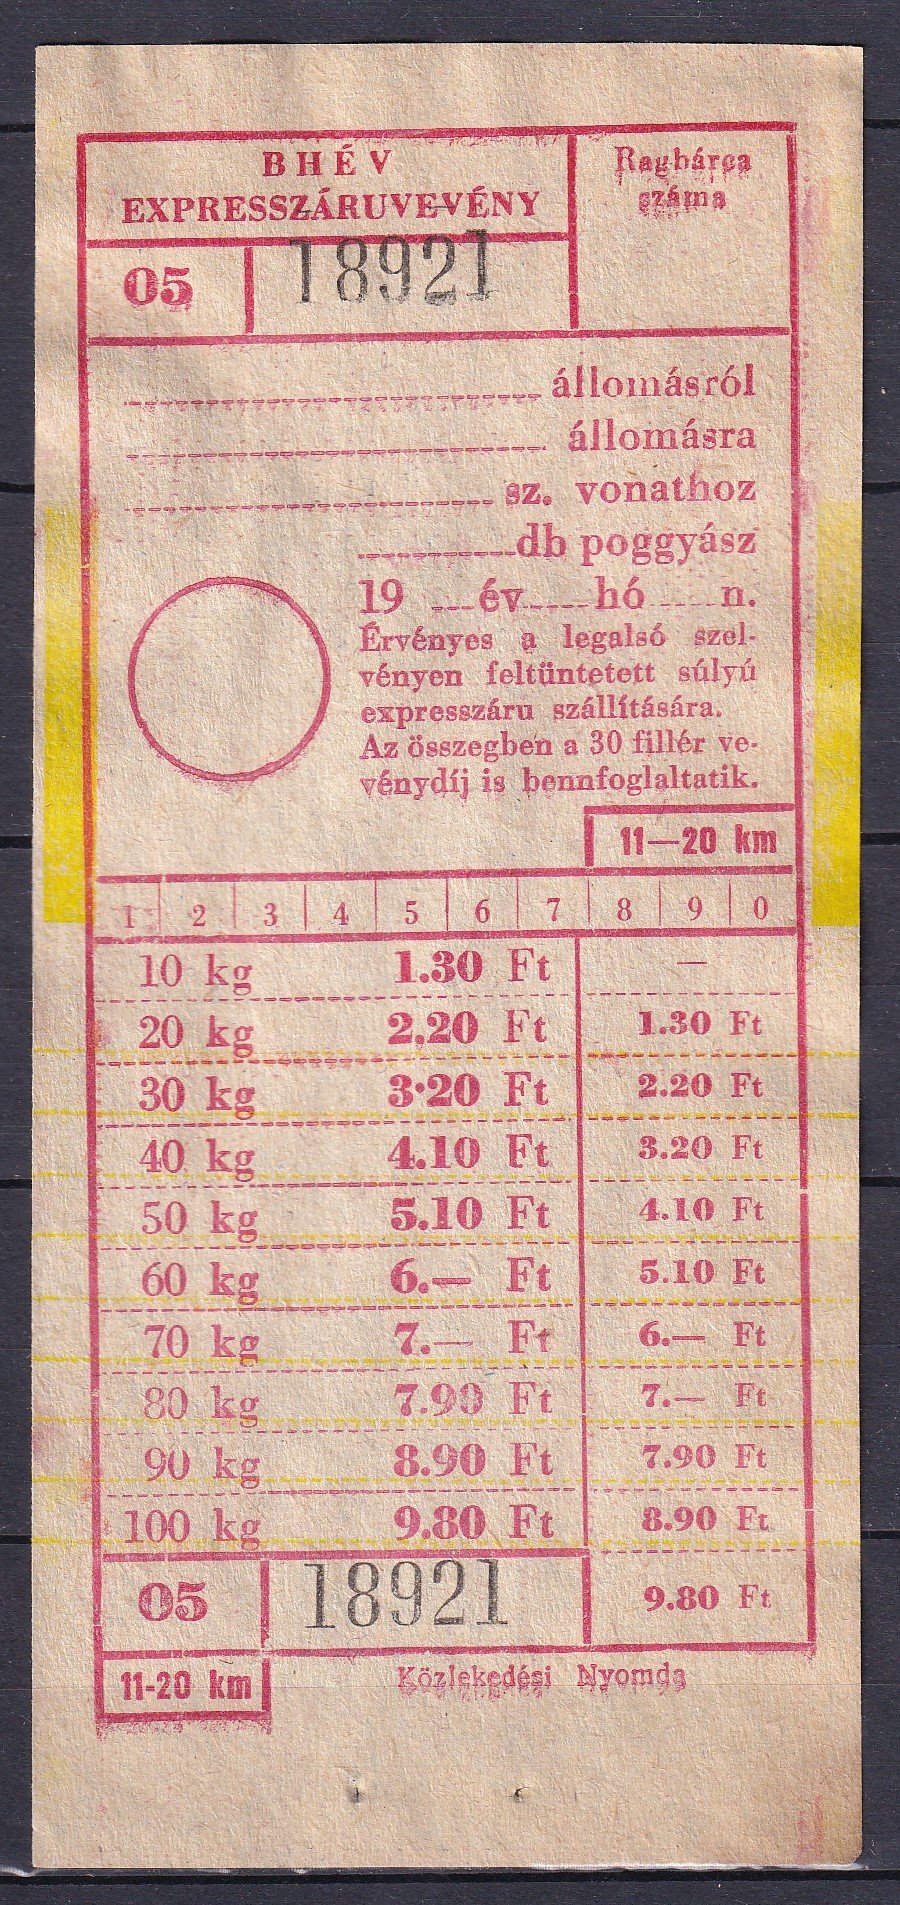 BHÉV
EXPRESSZÁRUVEVÉNY
Ragbárca
száma
05 18921
állomásról
állomásra
sz. vonathoz
db poggyász
19 év hó n.
Érvényes a legalsó szel-
vényen feltüntetett súlyú
expresszáru szállítására.
Az összegben a 30 fillér ve-
vénydíj is bennfoglaltatik.
11—20 km
1 2 3 4 5 6 7 8 9 0
10 kg 1.30 Ft —
20 kg 2.20 Ft 1.30 Ft
30 kg 3·20 Ft 2.20 Ft
40 kg 4.10 Ft 3.20 Ft
50 kg 5.10 Ft 4.10 Ft
60 kg 6.— Ft 5.10 Ft
70 kg 7.— Ft 6.— Ft
80 kg 7.90 Ft 7.— Ft
90 kg 8.90 Ft 7.90 Ft
100 kg 9.80 Ft 8.90 Ft
05 18921 9.80 Ft
11-20 km Közlekedési Nyomda